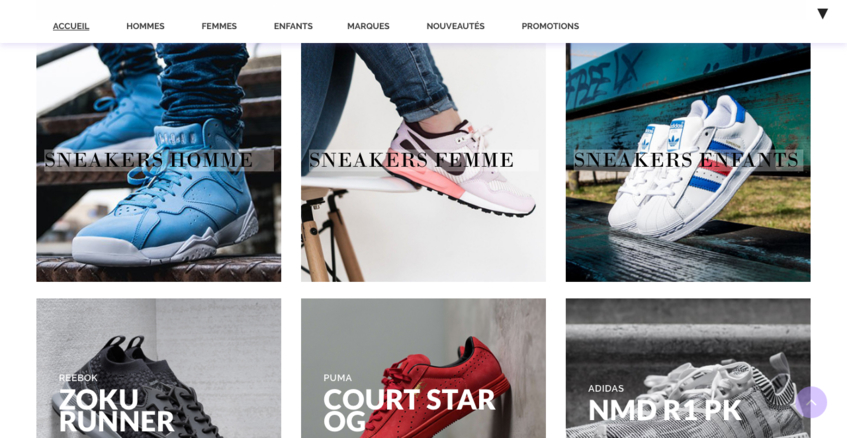 ACCUEIL HOMMES FEMMES ENFANTS MARQUES NOUVEAUTÉS PROMOTIONS
SNEAKERS HOMME
SNEAKERS FEMME
SNEAKERS ENFANTS
REEBOK
ZOKU
RUNNER
PUMA
COURT STAR
OG
ADIDAS
NMD R1 PK